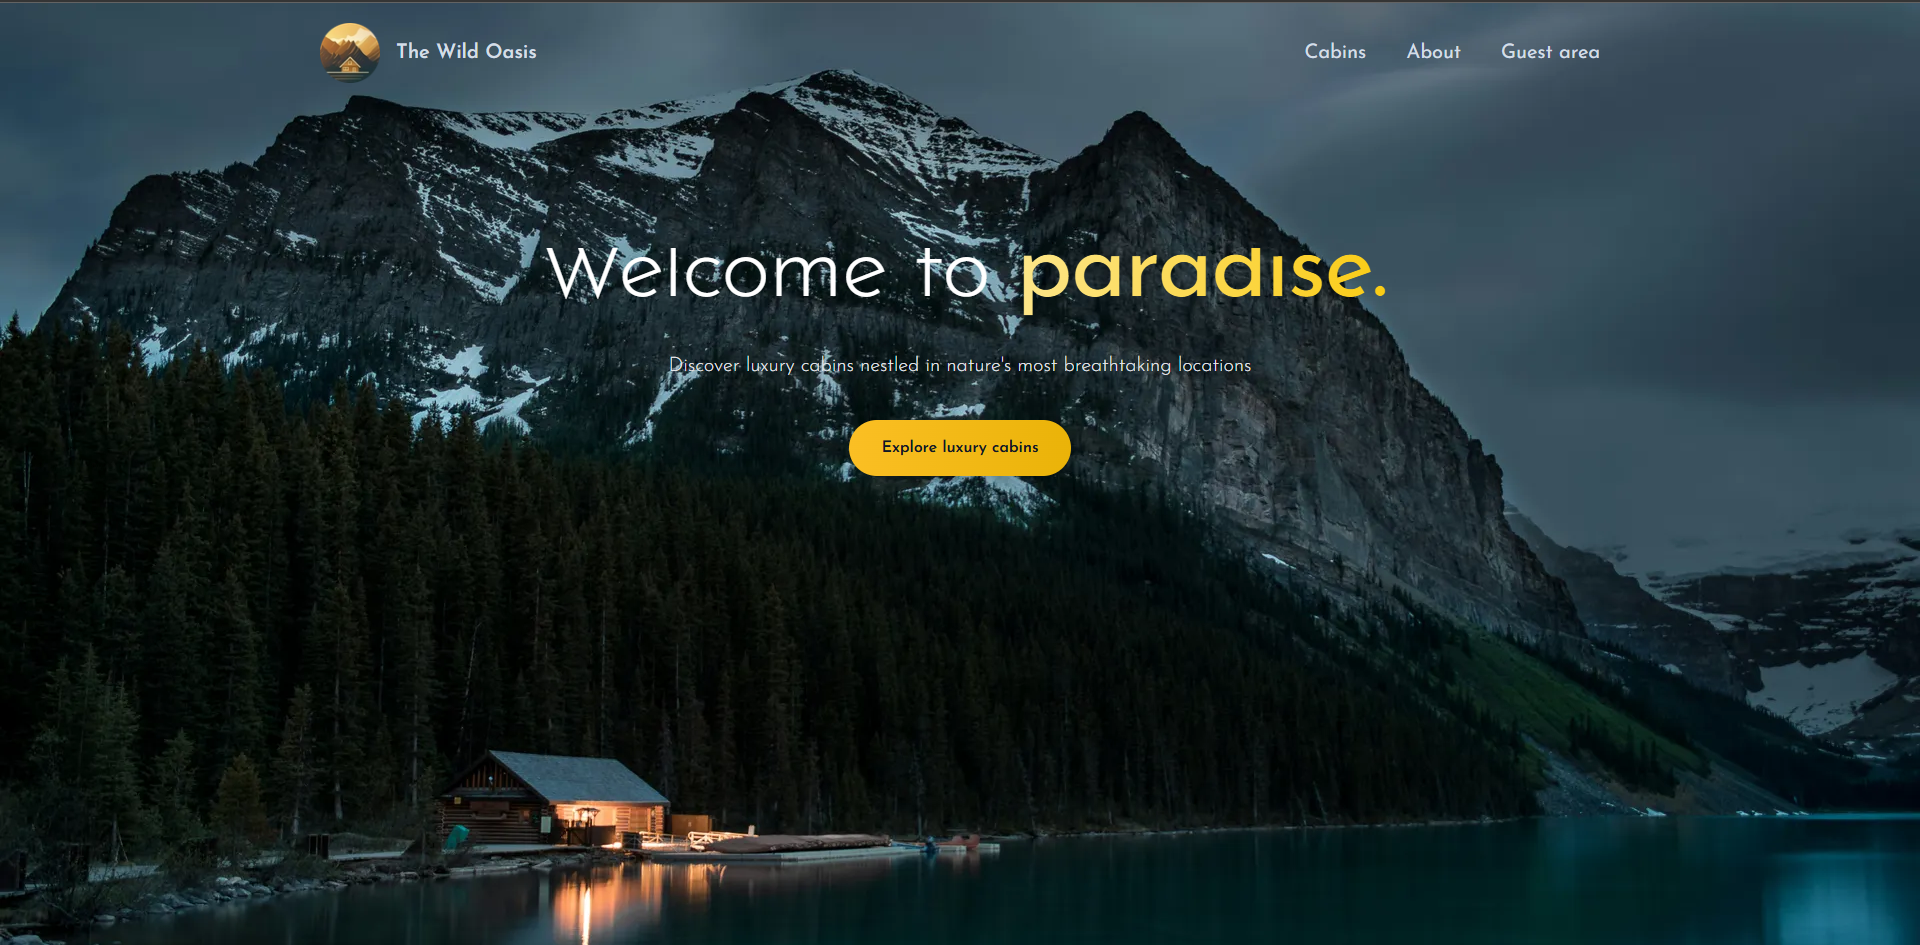 The Wild Oasis
Cabins
About
Guest area
Welcome to paradise.
Discover luxury cabins nestled in nature's most breathtaking locations
Explore luxury cabins